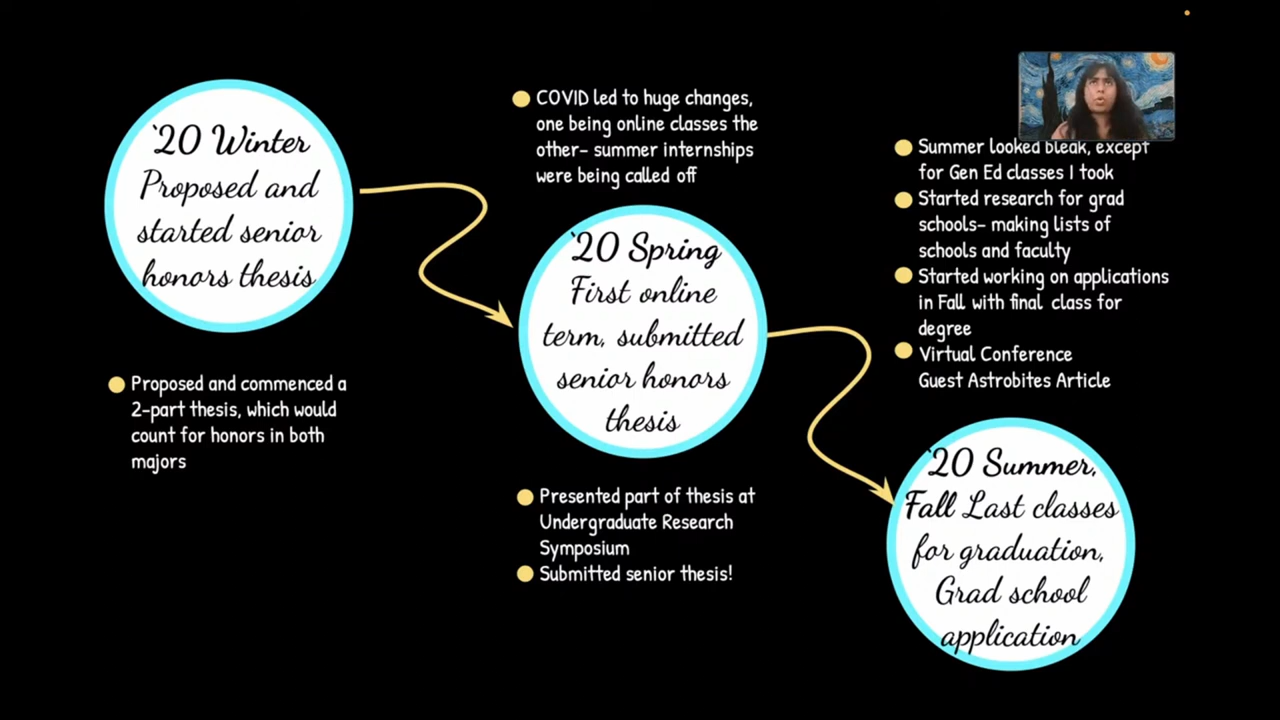 ‘20 Winter
Proposed and
started senior
honors thesis
Proposed and commenced a
2-part thesis, which would
count for honors in both
majors
COVID led to huge changes,
one being online classes the
other- summer internships
were being called off
‘20 Spring
First online
term, submitted
senior honors
thesis
Presented part of thesis at
Undergraduate Research
Symposium
Submitted senior thesis!
Summer looked bleak, except
for Gen Ed classes I took
Started research for grad
schools- making lists of
schools and faculty
Started working on applications
in Fall with final class for
degree
Virtual Conference
Guest Astrobites Article
‘20 Summer,
Fall Last classes
for graduation,
Grad school
application